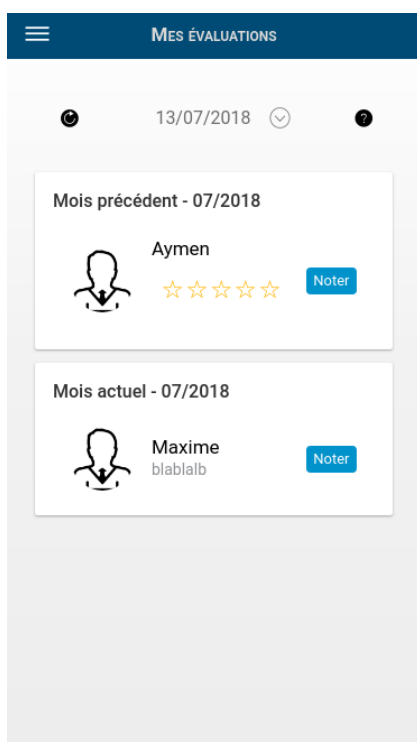 Mes évaluations
13/07/2018
?
Mois précédent - 07/2018
Aymen
Noter
Mois actuel - 07/2018
Maxime
blablalb
Noter